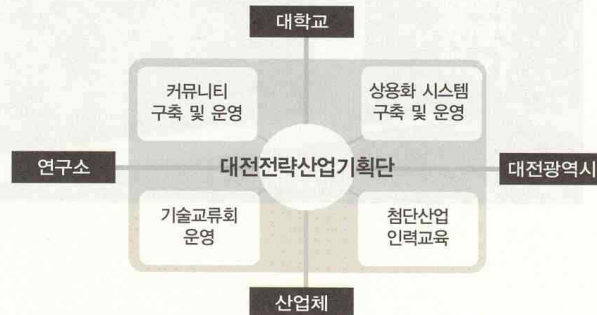 대학교
커뮤니티
구축 및 운영
상용화 시스템
구축 및 운영
연구소
대전전략산업기획단
대전광역시
기술교류회
운영
첨단산업
인력교육
산업체